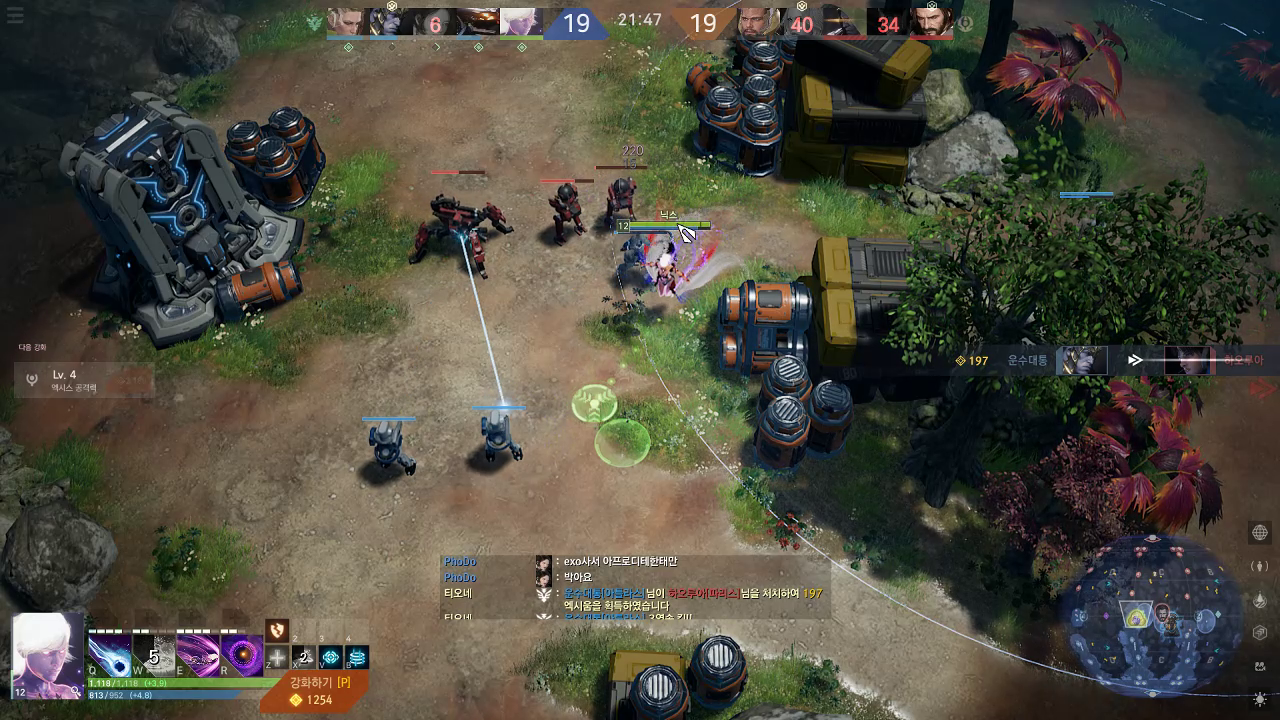 6
19
21:47
19
40
34
220
닉스
12
다음 강화
Lv. 4
엑시스 공격력
197 운수대통 하오루아
PhoDo : exo사서 아프로디테한태만
PhoDo : 박아요
티오네 : 운수대통[아틀라스]님이 하오루아[파리스]님을 처치하여 197
엑시움을 획득하였습니다
5
Q W E R
2 3 4
Z X 2 V B
1,118/1,118 (+3.9)
813/952 (+4.8)
12
강화하기 [P]
1254